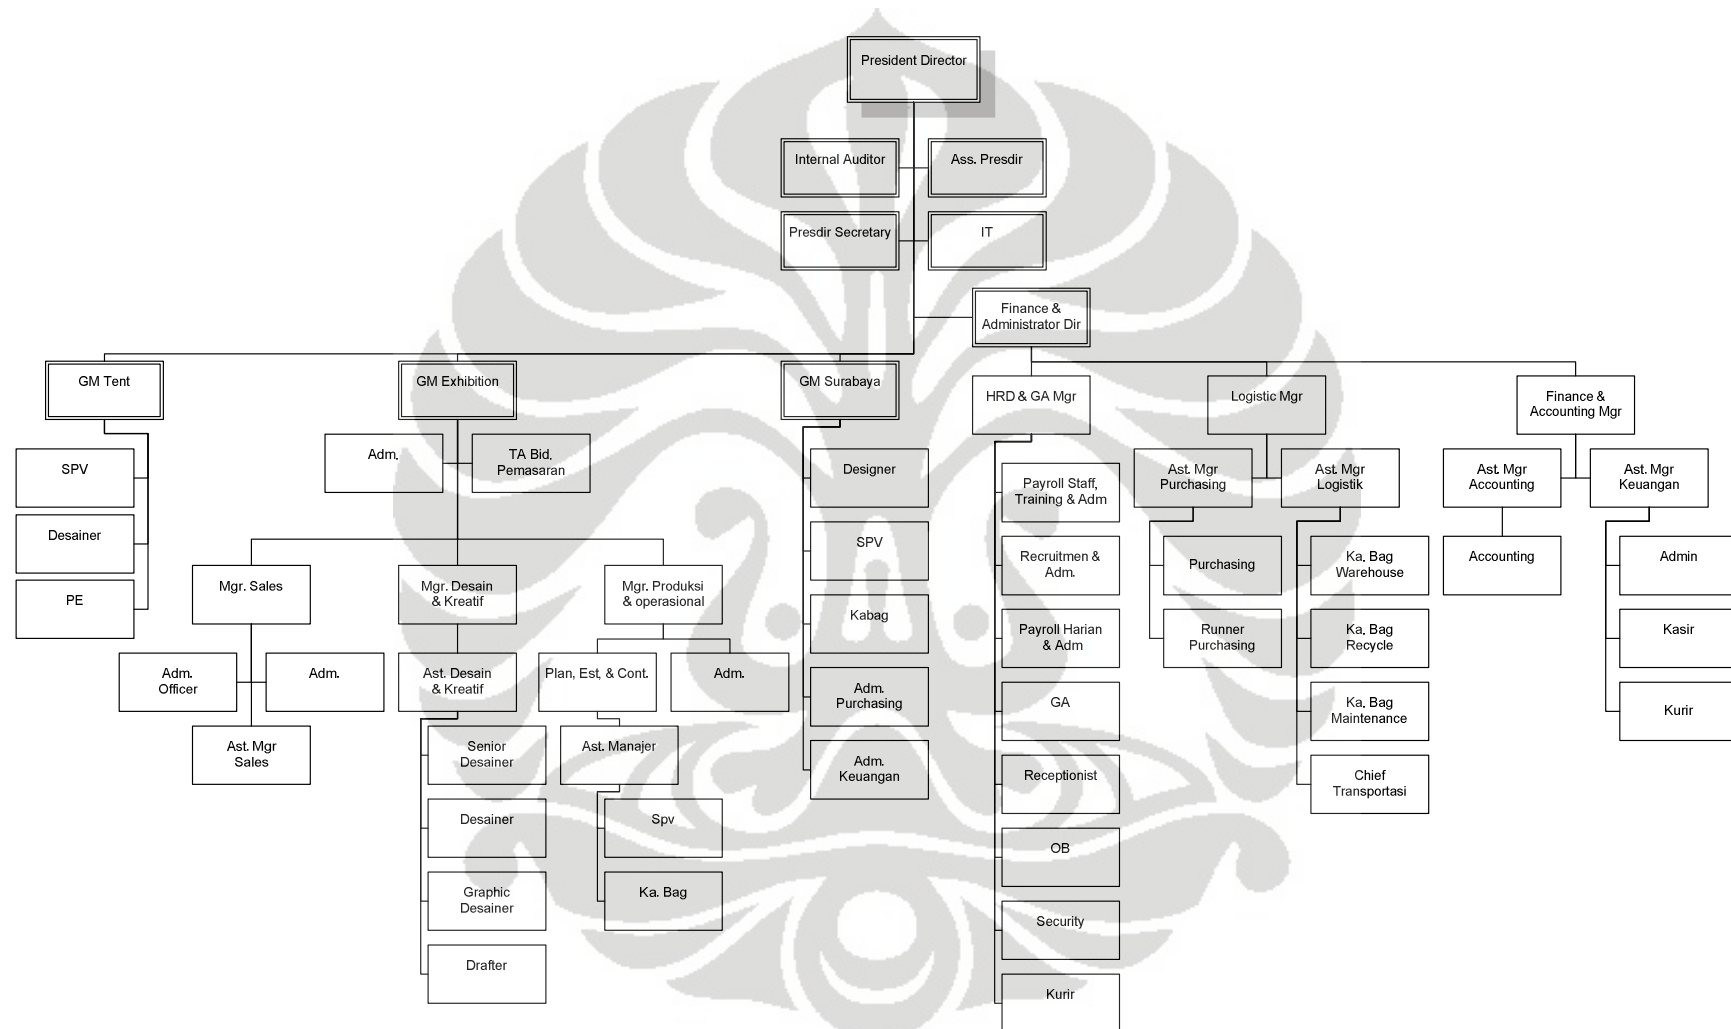 President Director
Internal Auditor
Ass. Presdir
Presdir Secretary
IT
Finance &
Administrator Dir
GM Tent
GM Exhibition
GM Surabaya
HRD & GA Mgr
Logistic Mgr
Finance &
Accounting Mgr
SPV
Desainer
PE
Adm.
TA Bid.
Pemasaran
Mgr. Sales
Adm.
Officer
Adm.
Ast. Mgr
Sales
Mgr. Desain
& Kreatif
Ast. Desain
& Kreatif
Senior
Desainer
Desainer
Graphic
Desainer
Drafter
Mgr. Produksi
& operasional
Plan, Est, & Cont.
Adm.
Ast. Manajer
Spv
Ka. Bag
Designer
SPV
Kabag
Adm.
Purchasing
Adm.
Keuangan
Payroll Staff,
Training & Adm
Recruitmen &
Adm.
Payroll Harian
& Adm
GA
Receptionist
OB
Security
Kurir
Ast. Mgr
Purchasing
Purchasing
Runner
Purchasing
Ast. Mgr
Logistik
Ka. Bag
Warehouse
Ka. Bag
Recycle
Ka. Bag
Maintenance
Chief
Transportasi
Ast. Mgr
Accounting
Accounting
Ast. Mgr
Keuangan
Admin
Kasir
Kurir